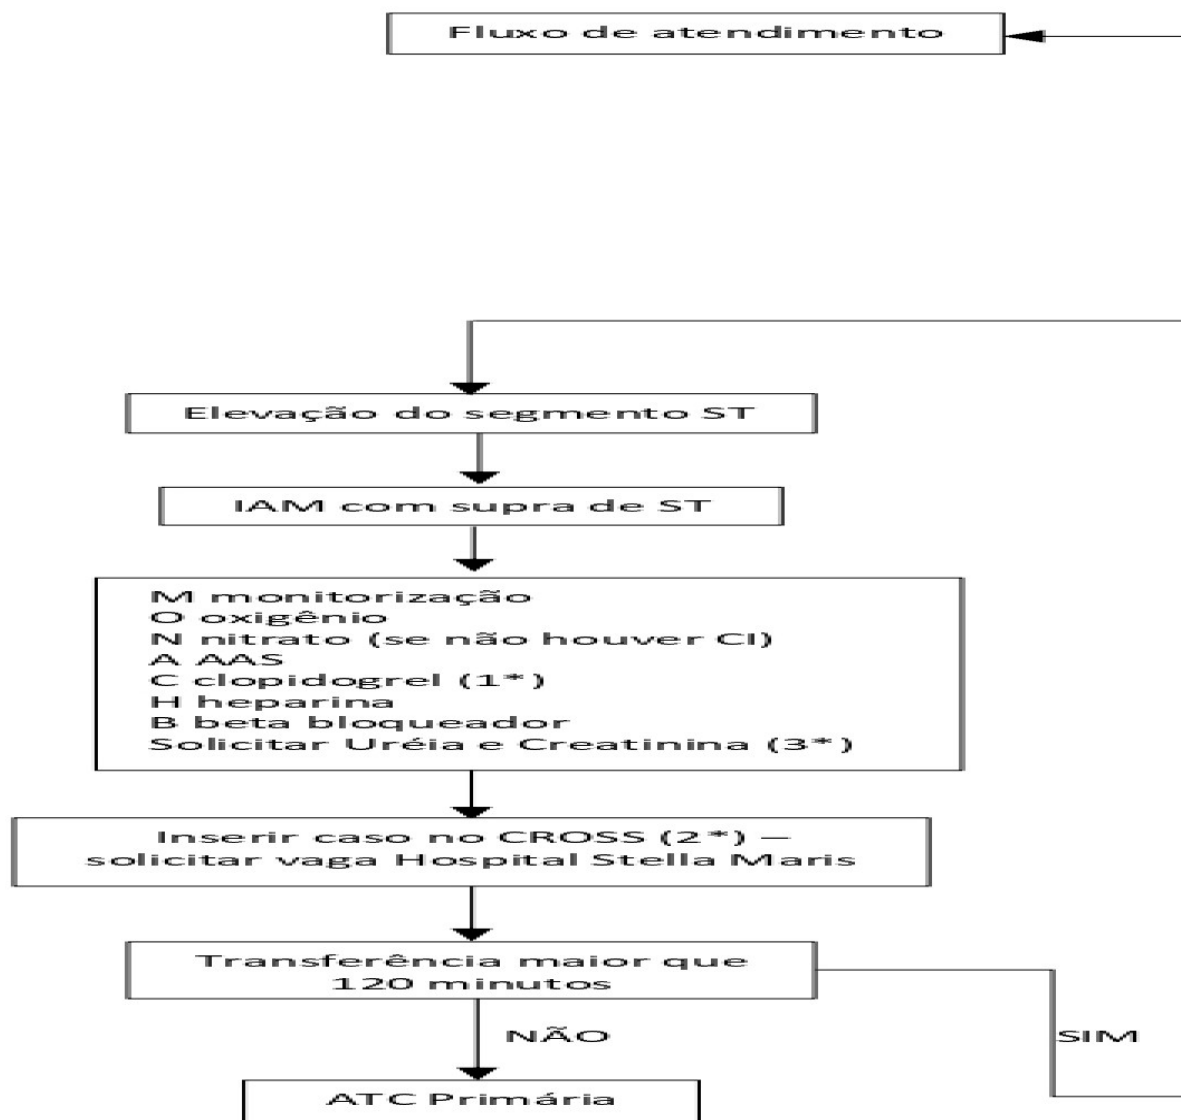 Fluxo de atendimento
Elevação do segmento ST
IAM com supra de ST
M monitorização
O oxigênio
N nitrato (se não houver CI)
A AAS
C clopidogrel (1*)
H heparina
B beta bloqueador
Solicitar Uréia e Creatinina (3*)
Inserir caso no CROSS (2*) –
solicitar vaga Hospital Stella Maris
Transferência maior que
120 minutos
NÃO
SIM
ATC Primária